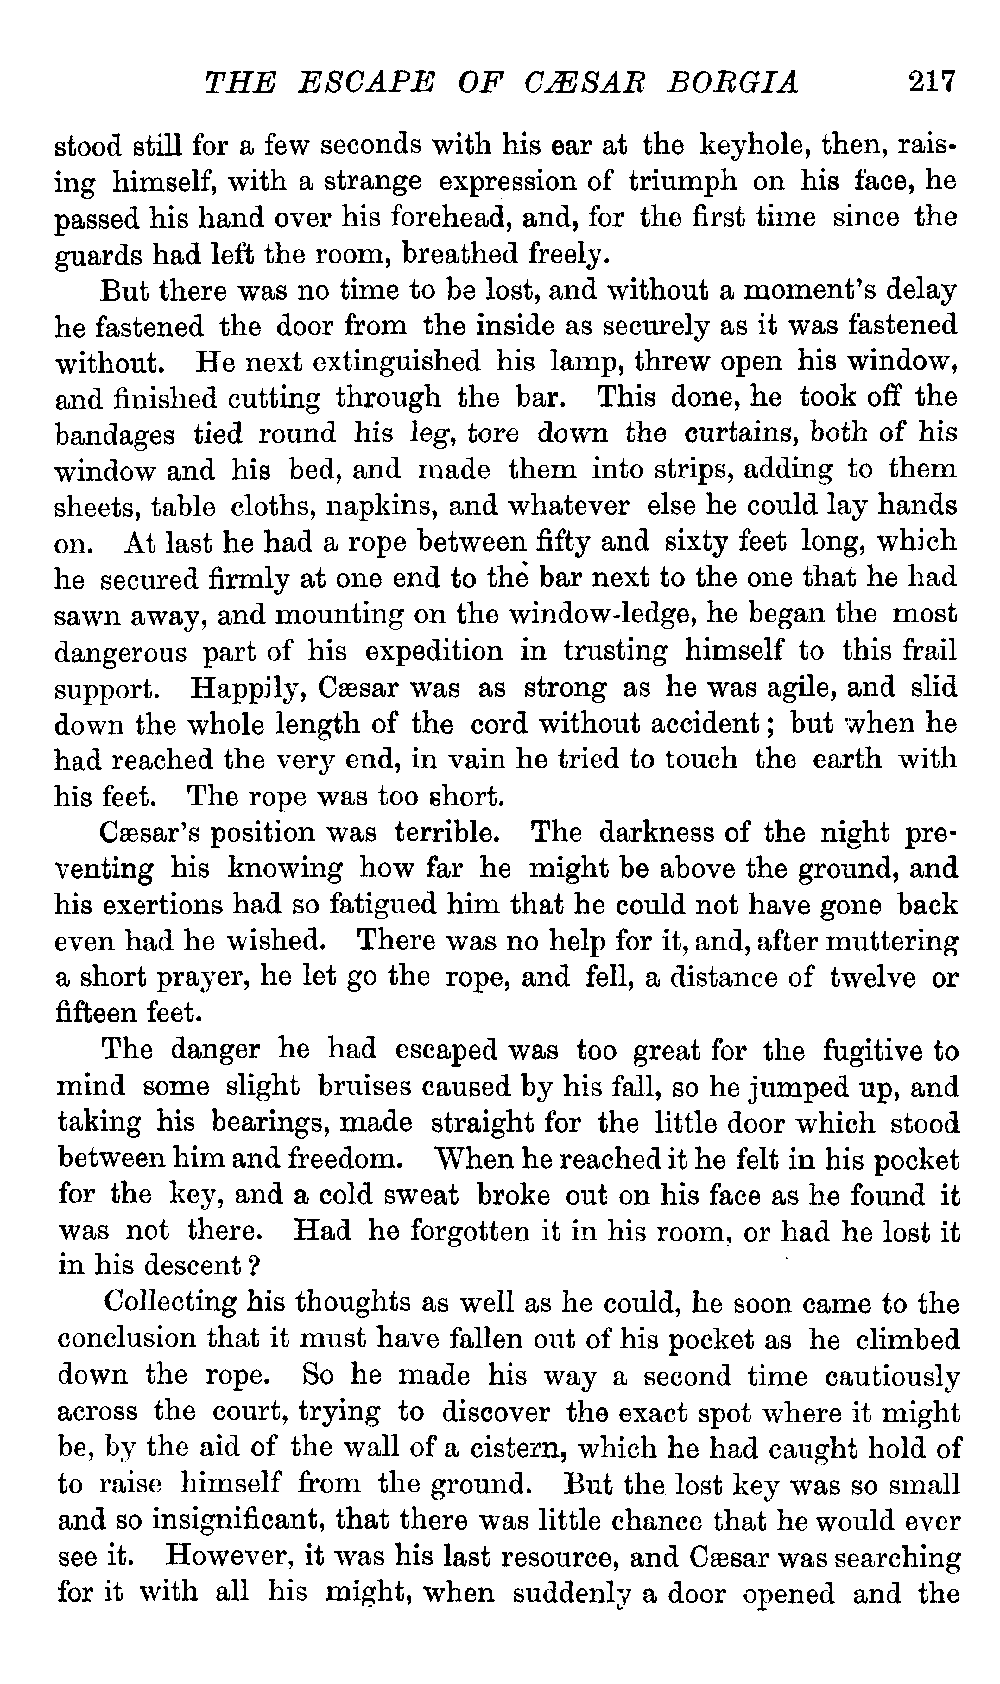 THE ESCAPE OF CÆSAR BORGIA 217
stood still for a few seconds with his ear at the keyhole, then, rais-
ing himself, with a strange expression of triumph on his face, he
passed his hand over his forehead, and, for the first time since the
guards had left the room, breathed freely.
But there was no time to be lost, and without a moment's delay
he fastened the door from the inside as securely as it was fastened
without. He next extinguished his lamp, threw open his window,
and finished cutting through the bar. This done, he took off the
bandages tied round his leg, tore down the curtains, both of his
window and his bed, and made them into strips, adding to them
sheets, table cloths, napkins, and whatever else he could lay hands
on. At last he had a rope between fifty and sixty feet long, which
he secured firmly at one end to the bar next to the one that he had
sawn away, and mounting on the window-ledge, he began the most
dangerous part of his expedition in trusting himself to this frail
support. Happily, Cæsar was as strong as he was agile, and slid
down the whole length of the cord without accident; but when he
had reached the very end, in vain he tried to touch the earth with
his feet. The rope was too short.
Cæsar's position was terrible. The darkness of the night pre-
venting his knowing how far he might be above the ground, and
his exertions had so fatigued him that he could not have gone back
even had he wished. There was no help for it, and, after muttering
a short prayer, he let go the rope, and fell, a distance of twelve or
fifteen feet.
The danger he had escaped was too great for the fugitive to
mind some slight bruises caused by his fall, so he jumped up, and
taking his bearings, made straight for the little door which stood
between him and freedom. When he reached it he felt in his pocket
for the key, and a cold sweat broke out on his face as he found it
was not there. Had he forgotten it in his room, or had he lost it
in his descent?
Collecting his thoughts as well as he could, he soon came to the
conclusion that it must have fallen out of his pocket as he climbed
down the rope. So he made his way a second time cautiously
across the court, trying to discover the exact spot where it might
be, by the aid of the wall of a cistern, which he had caught hold of
to raise himself from the ground. But the lost key was so small
and so insignificant, that there was little chance that he would ever
see it. However, it was his last resource, and Cæsar was searching
for it with all his might, when suddenly a door opened and the